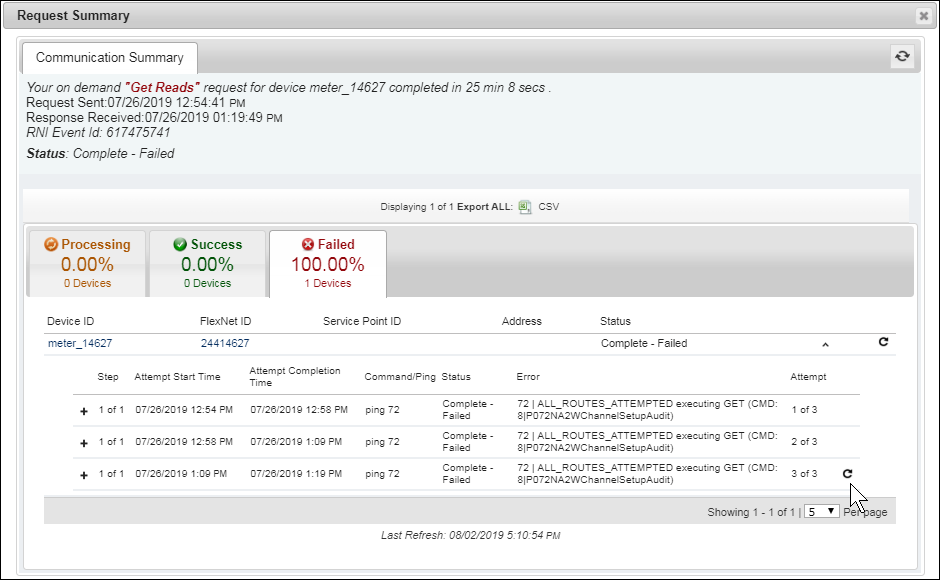 Request Summary
Communication Summary
Your on demand "Get Reads" request for device meter_14627 completed in 25 min 8 secs .
Request Sent:07/26/2019 12:54:41 PM
Response Received:07/26/2019 01:19:49 PM
RNI Event Id: 617475741
Status: Complete - Failed
Displaying 1 of 1 Export ALL: CSV
Processing Success Failed
0.00% 0.00% 100.00%
0 Devices 0 Devices 1 Devices
Device ID FlexNet ID Service Point ID Address Status
meter_14627 24414627 Complete - Failed
Step Attempt Start Time Attempt Completion Time Command/Ping Status Error Attempt
1 of 1 07/26/2019 12:54 PM 07/26/2019 12:58 PM ping 72 Complete - Failed 72 | ALL_ROUTES_ATTEMPTED executing GET (CMD: 8|P072NA2WChannelSetupAudit) 1 of 3
1 of 1 07/26/2019 12:58 PM 07/26/2019 1:09 PM ping 72 Complete - Failed 72 | ALL_ROUTES_ATTEMPTED executing GET (CMD: 8|P072NA2WChannelSetupAudit) 2 of 3
1 of 1 07/26/2019 1:09 PM 07/26/2019 1:19 PM ping 72 Complete - Failed 72 | ALL_ROUTES_ATTEMPTED executing GET (CMD: 8|P072NA2WChannelSetupAudit) 3 of 3
Showing 1 - 1 of 1 | 5 Per page
Last Refresh: 08/02/2019 5:10:54 PM